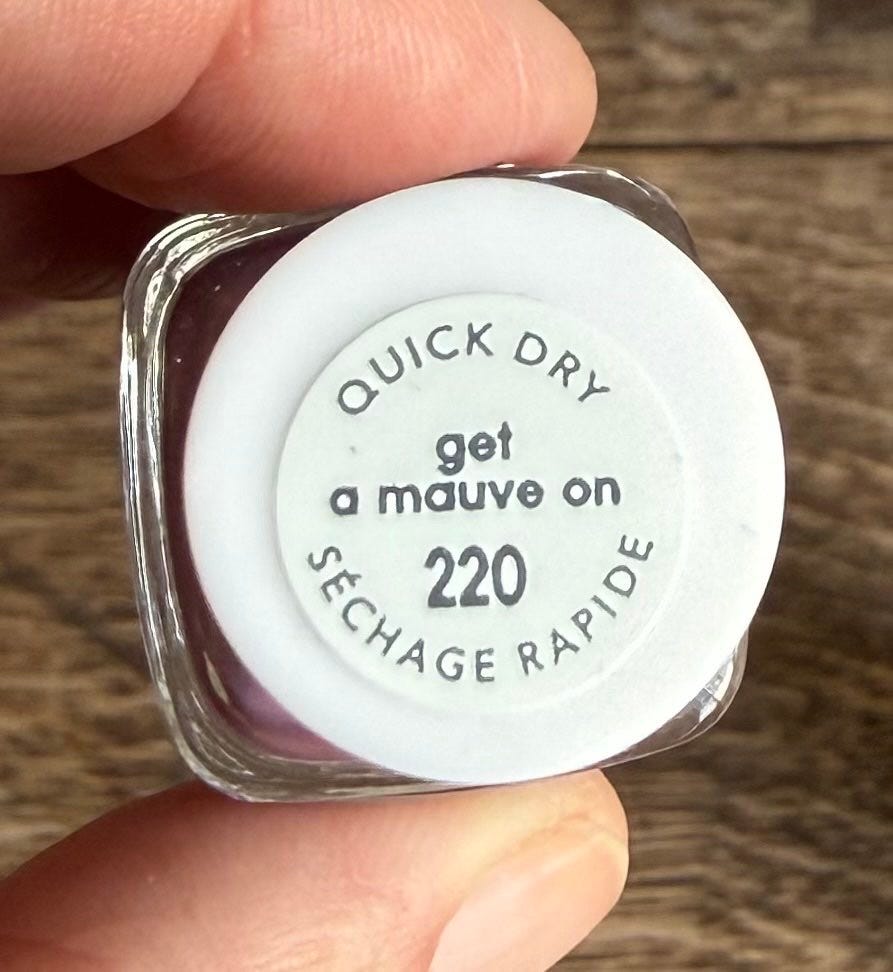 QUICK DRY
get
a mauve on
220
SÉCHAGE RAPIDE